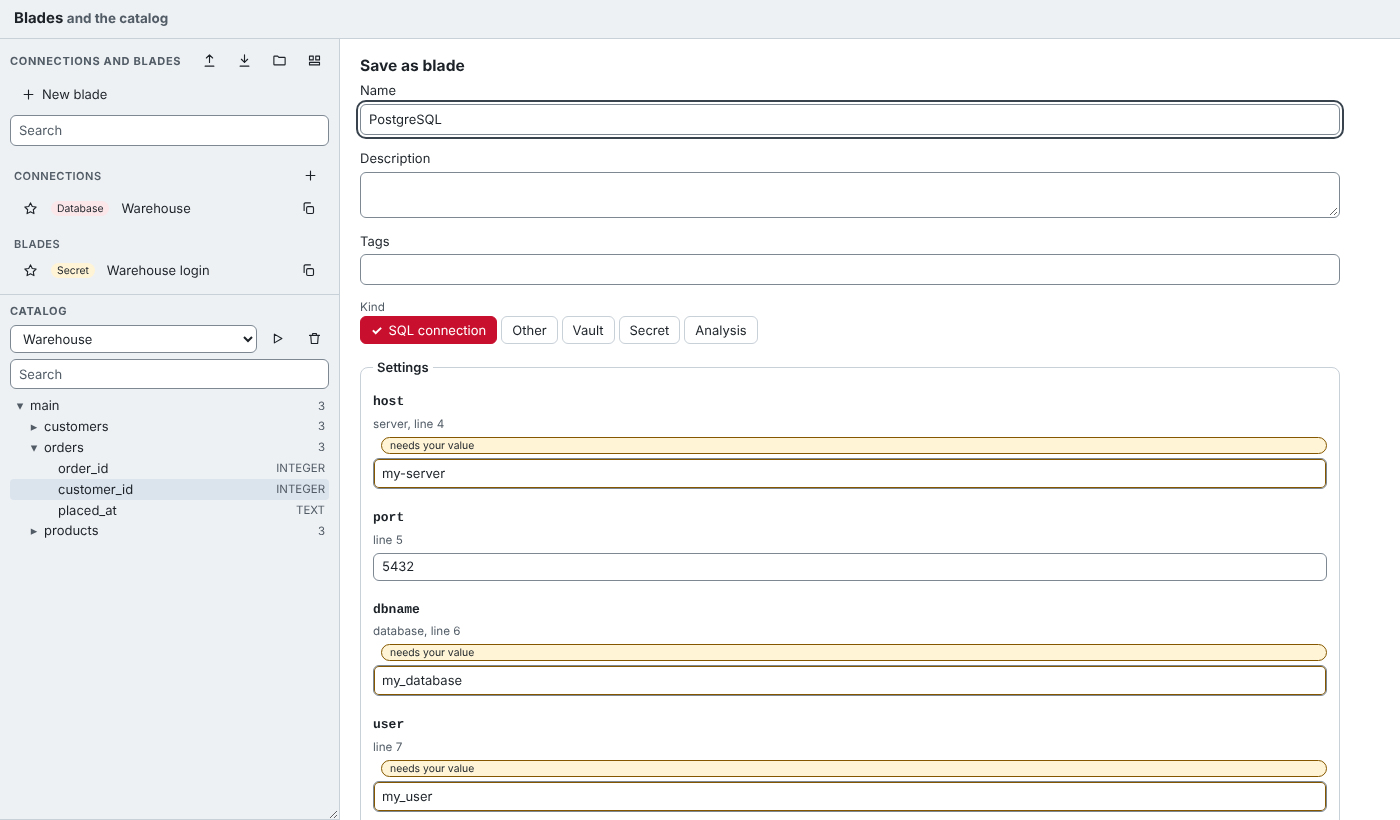 Blades and the catalog
CONNECTIONS AND BLADES
New blade
Search
CONNECTIONS
Database Warehouse
BLADES
Secret Warehouse login
CATALOG
Warehouse
Search
main 3
customers 3
orders 3
order_id INTEGER
customer_id INTEGER
placed_at TEXT
products 3
Save as blade
Name
PostgreSQL
Description
Tags
Kind
SQL connection Other Vault Secret Analysis
Settings
host
server, line 4
needs your value
my-server
port
line 5
5432
dbname
database, line 6
needs your value
my_database
user
line 7
needs your value
my_user